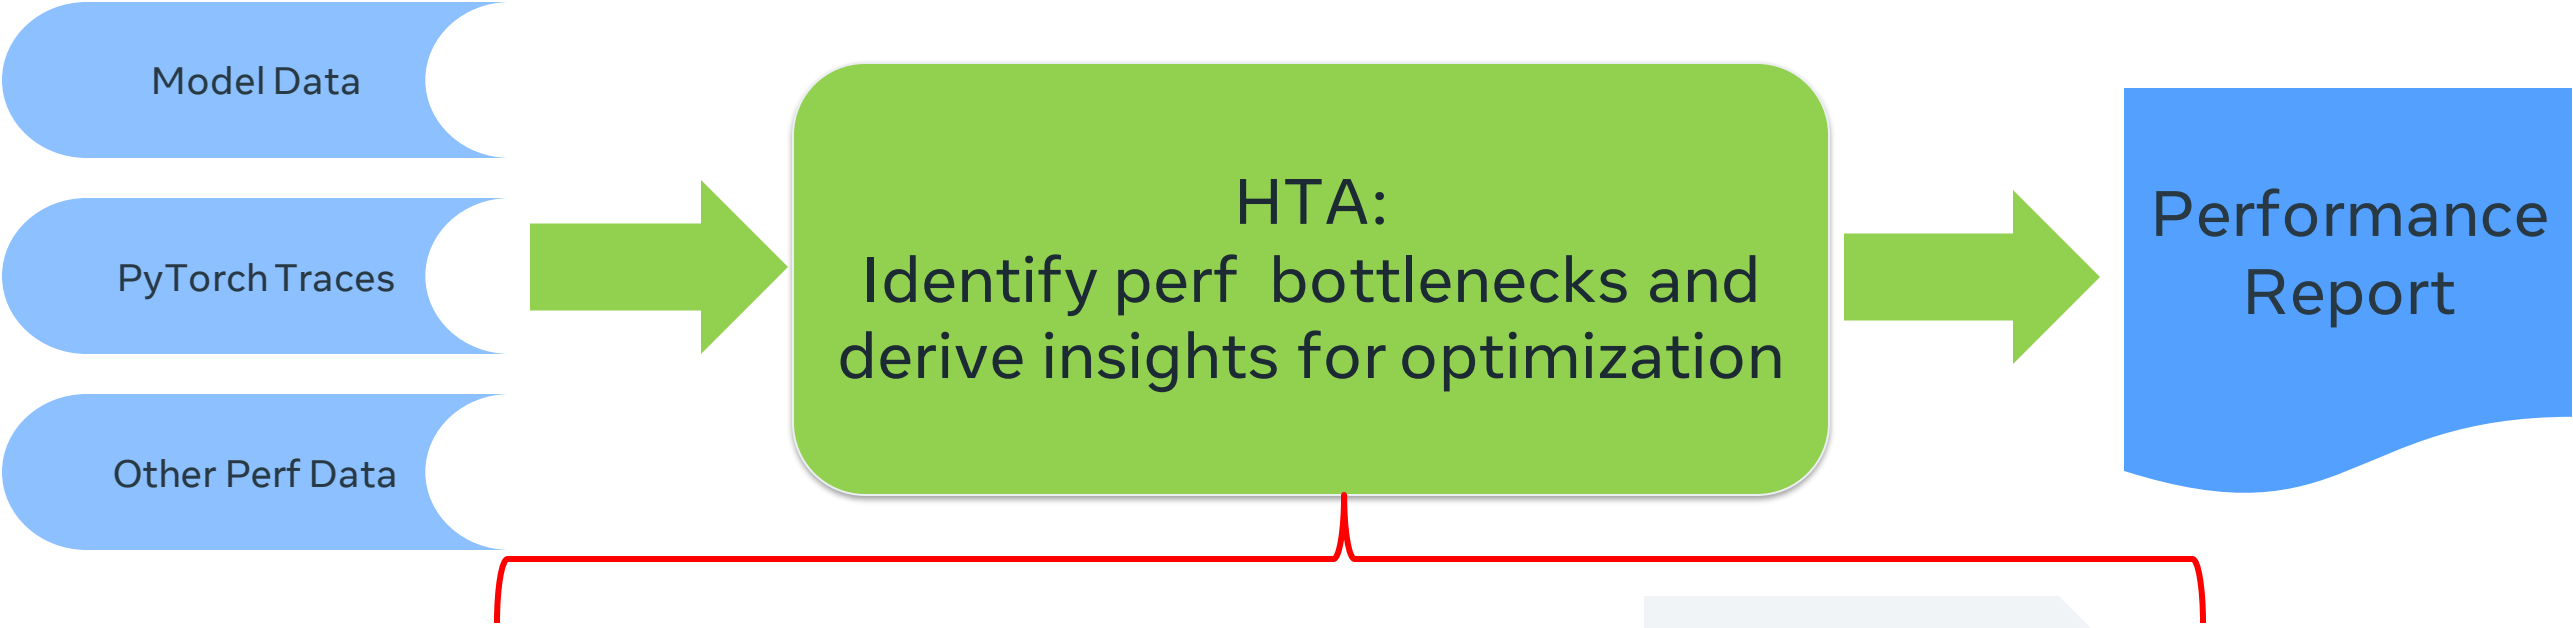 Model Data
PyTorch Traces
Other Perf Data
HTA:
Identify perf  bottlenecks and
derive insights for optimization
Performance
Report